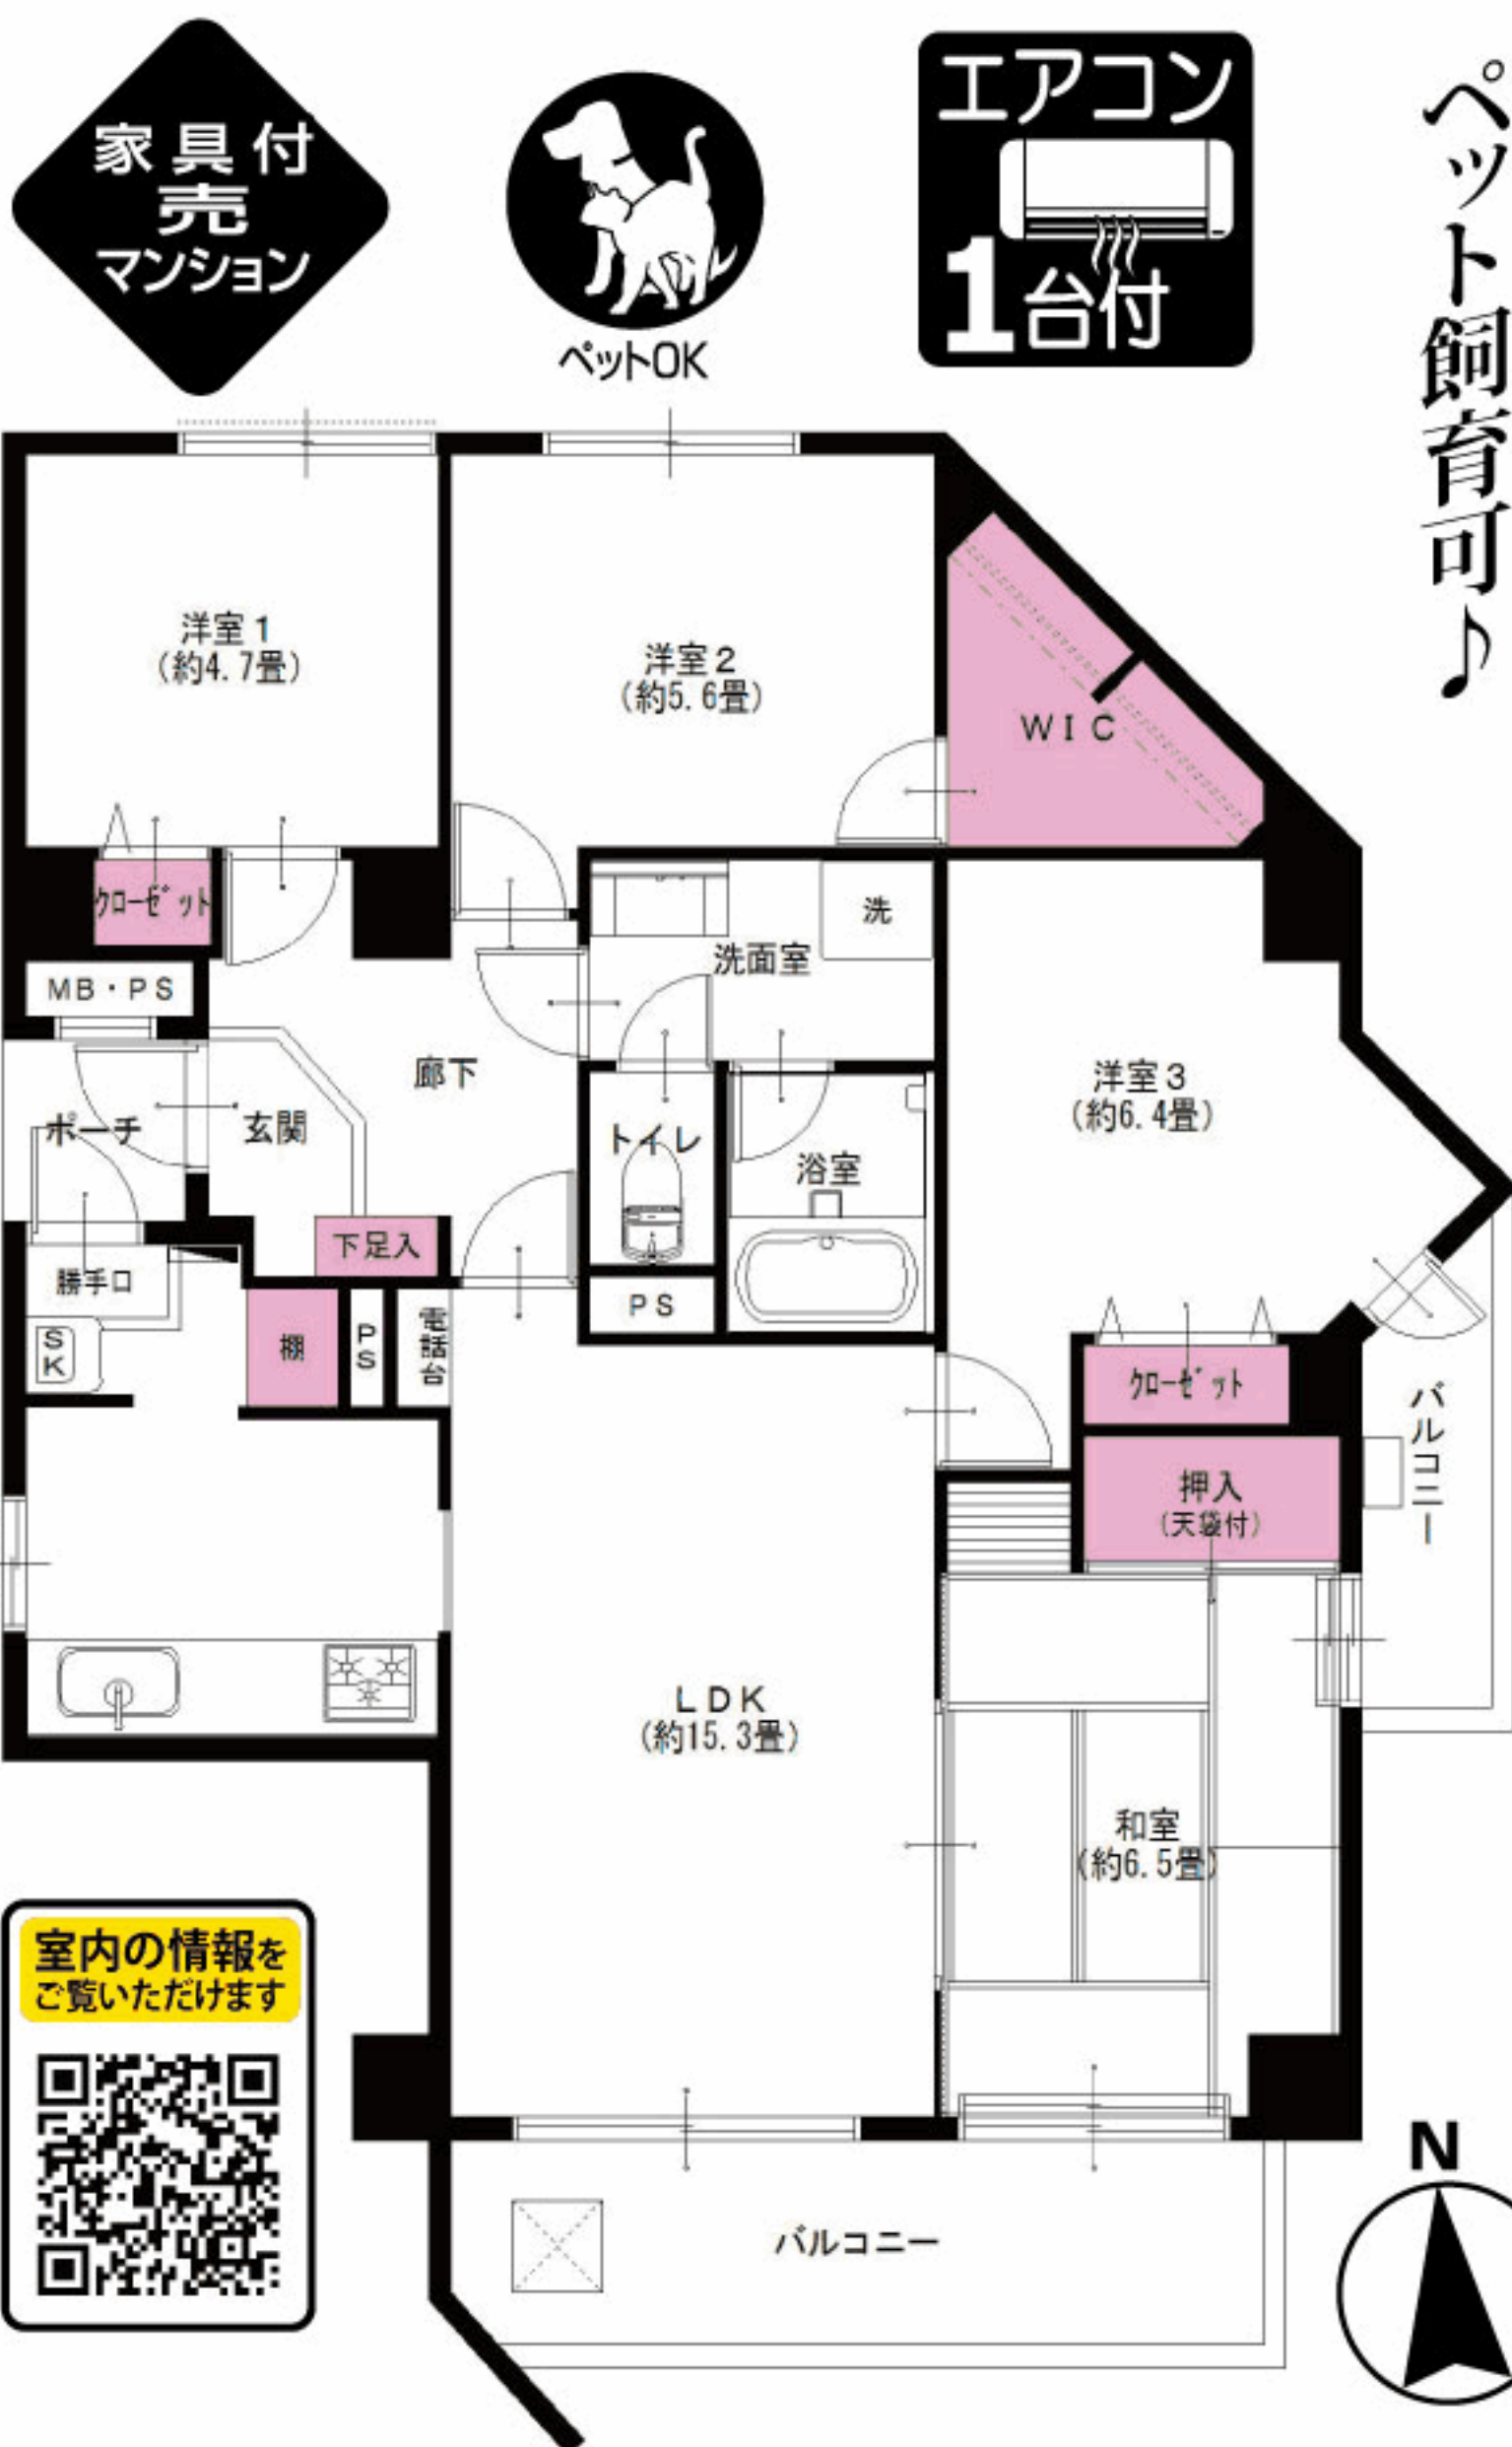 家具付
売
マンション
ペットOK
エアコン
1台付
ペット飼育可♪
洋室1
(約4.7畳)
洋室2
(約5.6畳)
WIC
クローゼット
MB・PS
洗
洗面室
廊下
洋室3
(約6.4畳)
ポーチ
玄関
トイレ
浴室
下足入
勝手口
SK
棚
PS
電話台
PS
クローゼット
バルコニー
押入
(天袋付)
LDK
(約15.3畳)
和室
(約6.5畳)
室内の情報を
ご覧いただけます
バルコニー
N